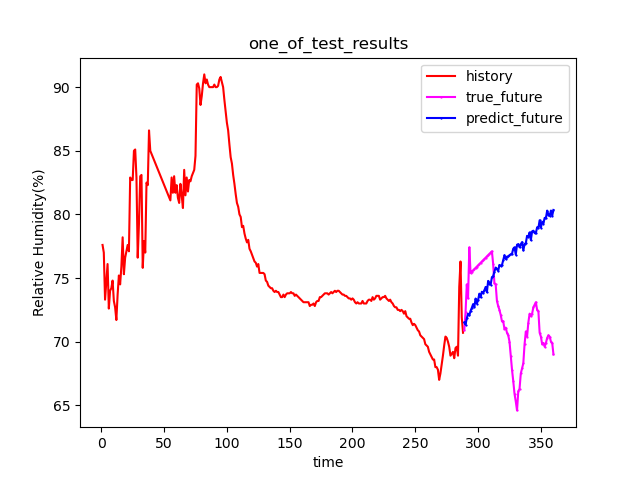 one_of_test_results
history
true_future
predict_future
Relative Humidity(%)
90
85
80
75
70
65
0
50
100
150
200
250
300
350
time